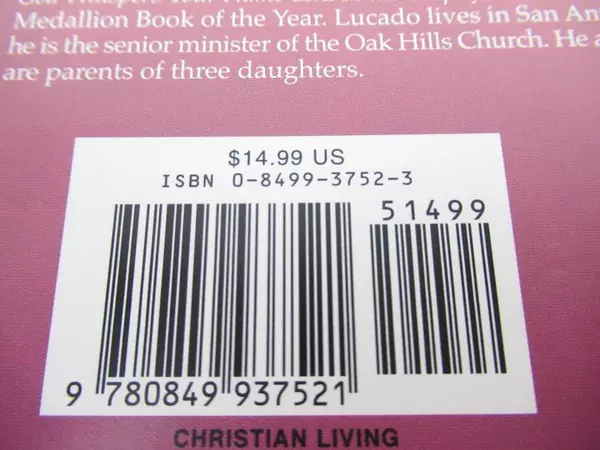 Medallion Book of the Year. Lucado lives in San An
he is the senior minister of the Oak Hills Church. He a
are parents of three daughters.
$14.99 US
ISBN 0-8499-3752-3
51499
9 780849 937521
CHRISTIAN LIVING